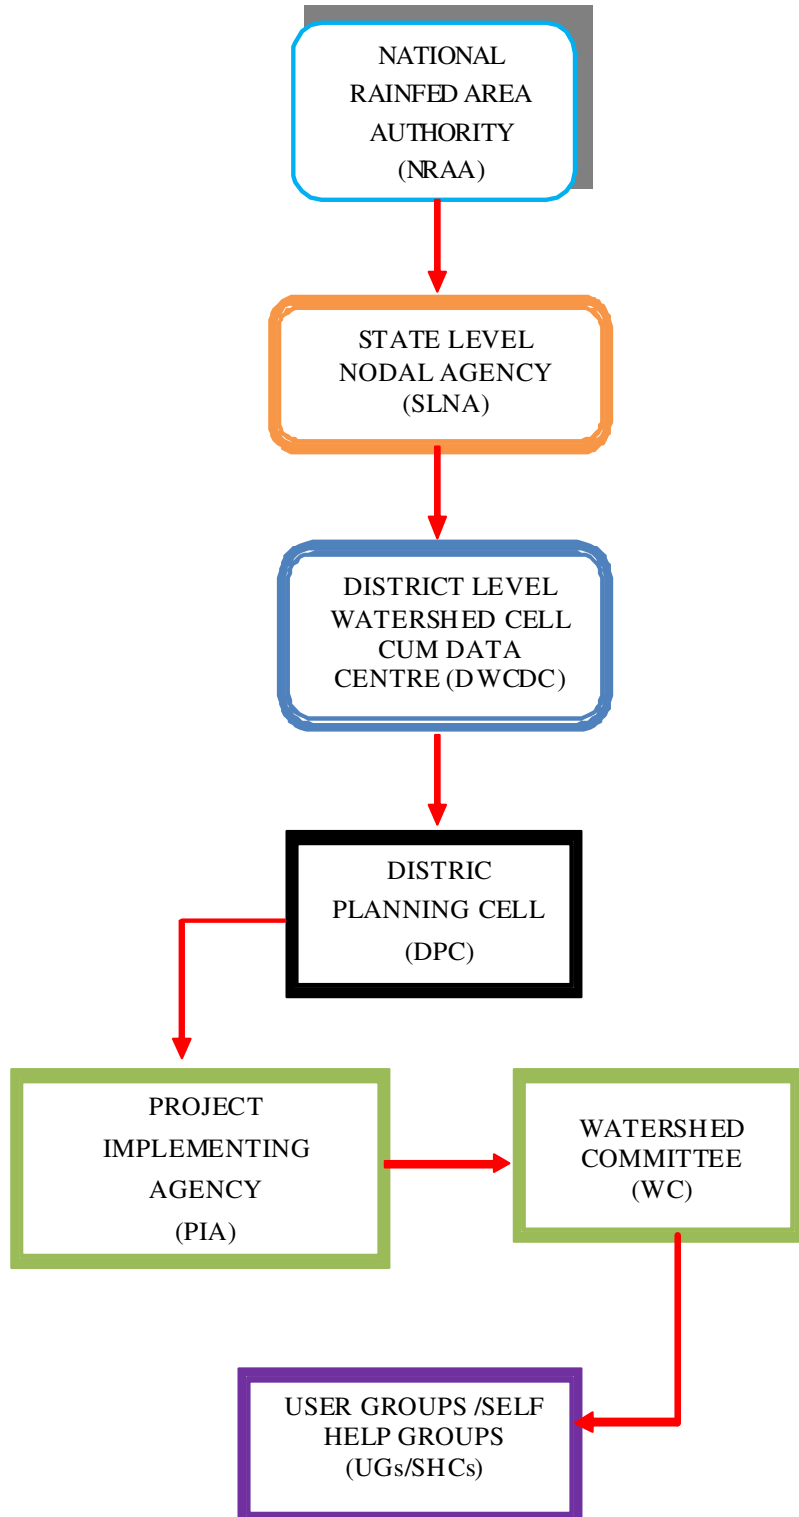 NATIONAL
RAINFED AREA
AUTHORITY
(NRAA)
STATE LEVEL
NODAL AGENCY
(SLNA)
DISTRICT LEVEL
WATERSHED CELL
CUM DATA
CENTRE (DWCDC)
DISTRIC
PLANNING CELL
(DPC)
PROJECT
IMPLEMENTING
AGENCY
(PIA)
WATERSHED
COMMITTEE
(WC)
USER GROUPS /SELF
HELP GROUPS
(UGs/SHCs)